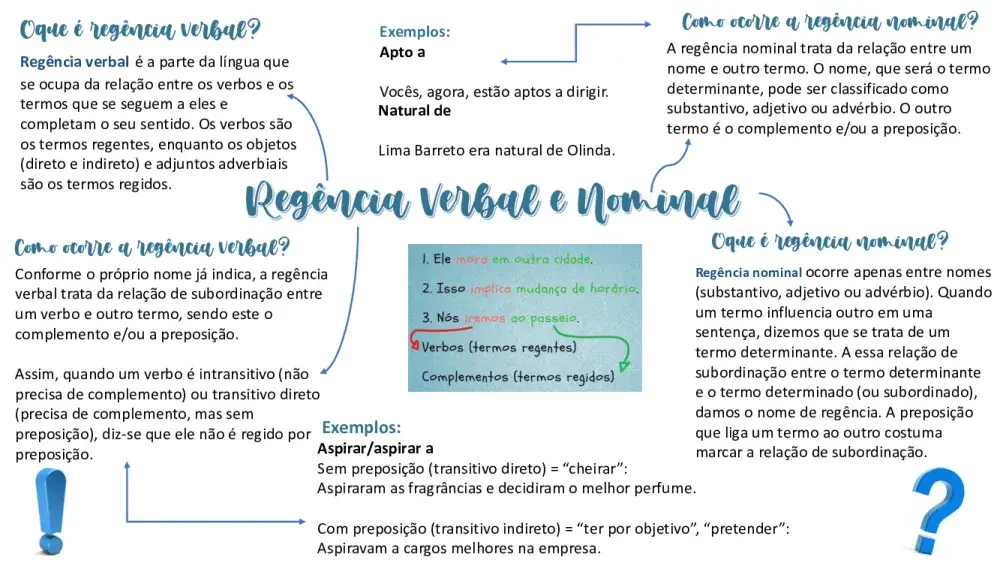 Oque é regência verbal?
Regência verbal é a parte da língua que
se ocupa da relação entre os verbos e os
termos que se seguem a eles e
completam o seu sentido. Os verbos são
os termos regentes, enquanto os objetos
(direto e indireto) e adjuntos adverbiais
são os termos regidos.
Exemplos:
Apto a
Vocês, agora, estão aptos a dirigir.
Natural de
Lima Barreto era natural de Olinda.
Como ocorre a regência nominal?
A regência nominal trata da relação entre um
nome e outro termo. O nome, que será o termo
determinante, pode ser classificado como
substantivo, adjetivo ou advérbio. O outro
termo é o complemento e/ou a preposição.
Regência Verbal e Nominal
Como ocorre a regência verbal?
Conforme o próprio nome já indica, a regência
verbal trata da relação de subordinação entre
um verbo e outro termo, sendo este o
complemento e/ou a preposição.
Assim, quando um verbo é intransitivo (não
precisa de complemento) ou transitivo direto
(precisa de complemento, mas sem
preposição), diz-se que ele não é regido por
preposição.
1. Ele mora em outra cidade.
2. Isso implica mudança de horário.
3. Nós iremos ao passeio.
Verbos (termos regentes)
Complementos (termos regidos)
Oque é regência nominal?
Regência nominal ocorre apenas entre nomes
(substantivo, adjetivo ou advérbio). Quando
um termo influencia outro em uma
sentença, dizemos que se trata de um
termo determinante. A essa relação de
subordinação entre o termo determinante
e o termo determinado (ou subordinado),
damos o nome de regência. A preposição
que liga um termo ao outro costuma
marcar a relação de subordinação.
Exemplos:
Aspirar/aspirar a
Sem preposição (transitivo direto) = “cheirar”:
Aspiraram as fragrâncias e decidiram o melhor perfume.
Com preposição (transitivo indireto) = “ter por objetivo”, “pretender”:
Aspiravam a cargos melhores na empresa.